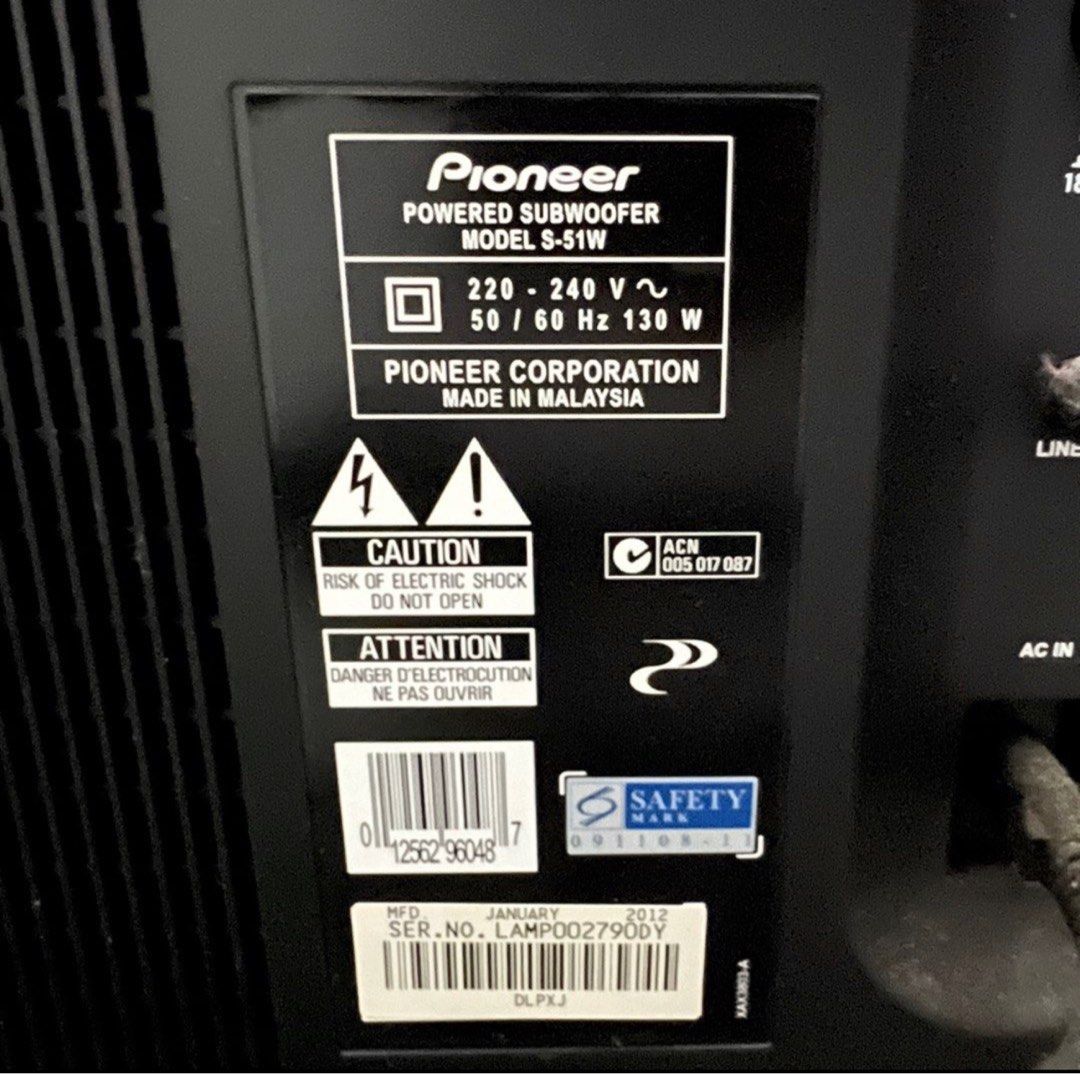 Pioneer
POWERED SUBWOOFER
MODEL S-51W
220 - 240 V ~
50 / 60 Hz 130 W
PIONEER CORPORATION
MADE IN MALAYSIA
CAUTION
RISK OF ELECTRIC SHOCK
DO NOT OPEN
ATTENTION
DANGER D'ELECTROCUTION
NE PAS OUVRIR
ACN
005 017 087
0 12562 96048 7
SAFETY
MARK
MFD. JANUARY 2012
SER.NO. LAMP002790DY
DLPXJ
18
LINE
AC IN